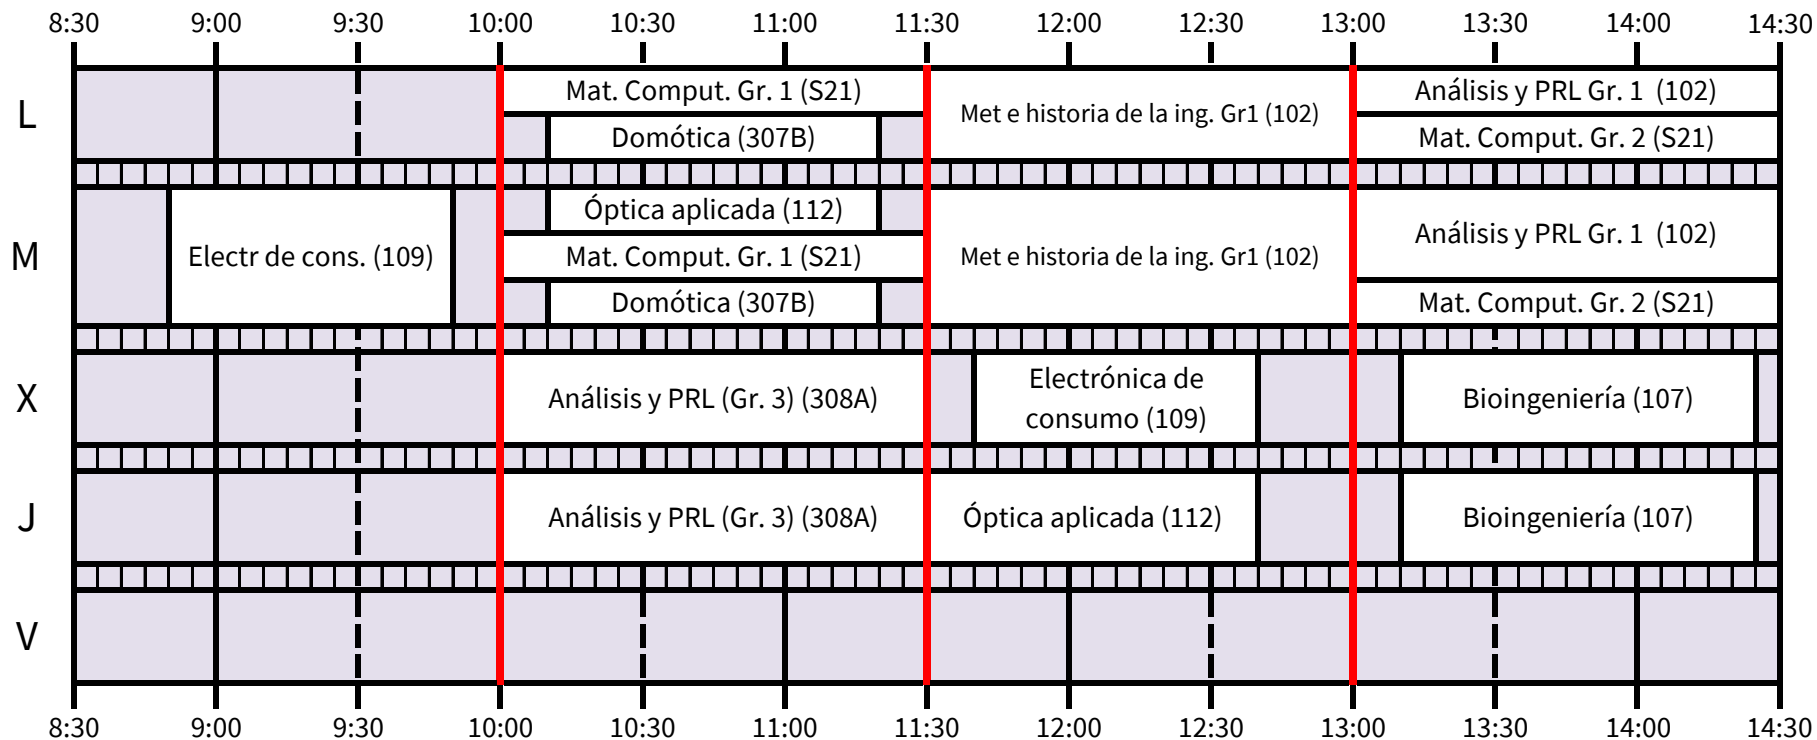 8:30 9:00 9:30 10:00 10:30 11:00 11:30 12:00 12:30 13:00 13:30 14:00 14:30
L
Mat. Comput. Gr. 1 (S21)
Domótica (307B)
Met e historia de la ing. Gr1 (102)
Análisis y PRL Gr. 1 (102)
Mat. Comput. Gr. 2 (S21)
M
Electr de cons. (109)
Óptica aplicada (112)
Mat. Comput. Gr. 1 (S21)
Domótica (307B)
Met e historia de la ing. Gr1 (102)
Análisis y PRL Gr. 1 (102)
Mat. Comput. Gr. 2 (S21)
X
Análisis y PRL (Gr. 3) (308A)
Electrónica de
consumo (109)
Bioingeniería (107)
J
Análisis y PRL (Gr. 3) (308A)
Óptica aplicada (112)
Bioingeniería (107)
V
8:30 9:00 9:30 10:00 10:30 11:00 11:30 12:00 12:30 13:00 13:30 14:00 14:30